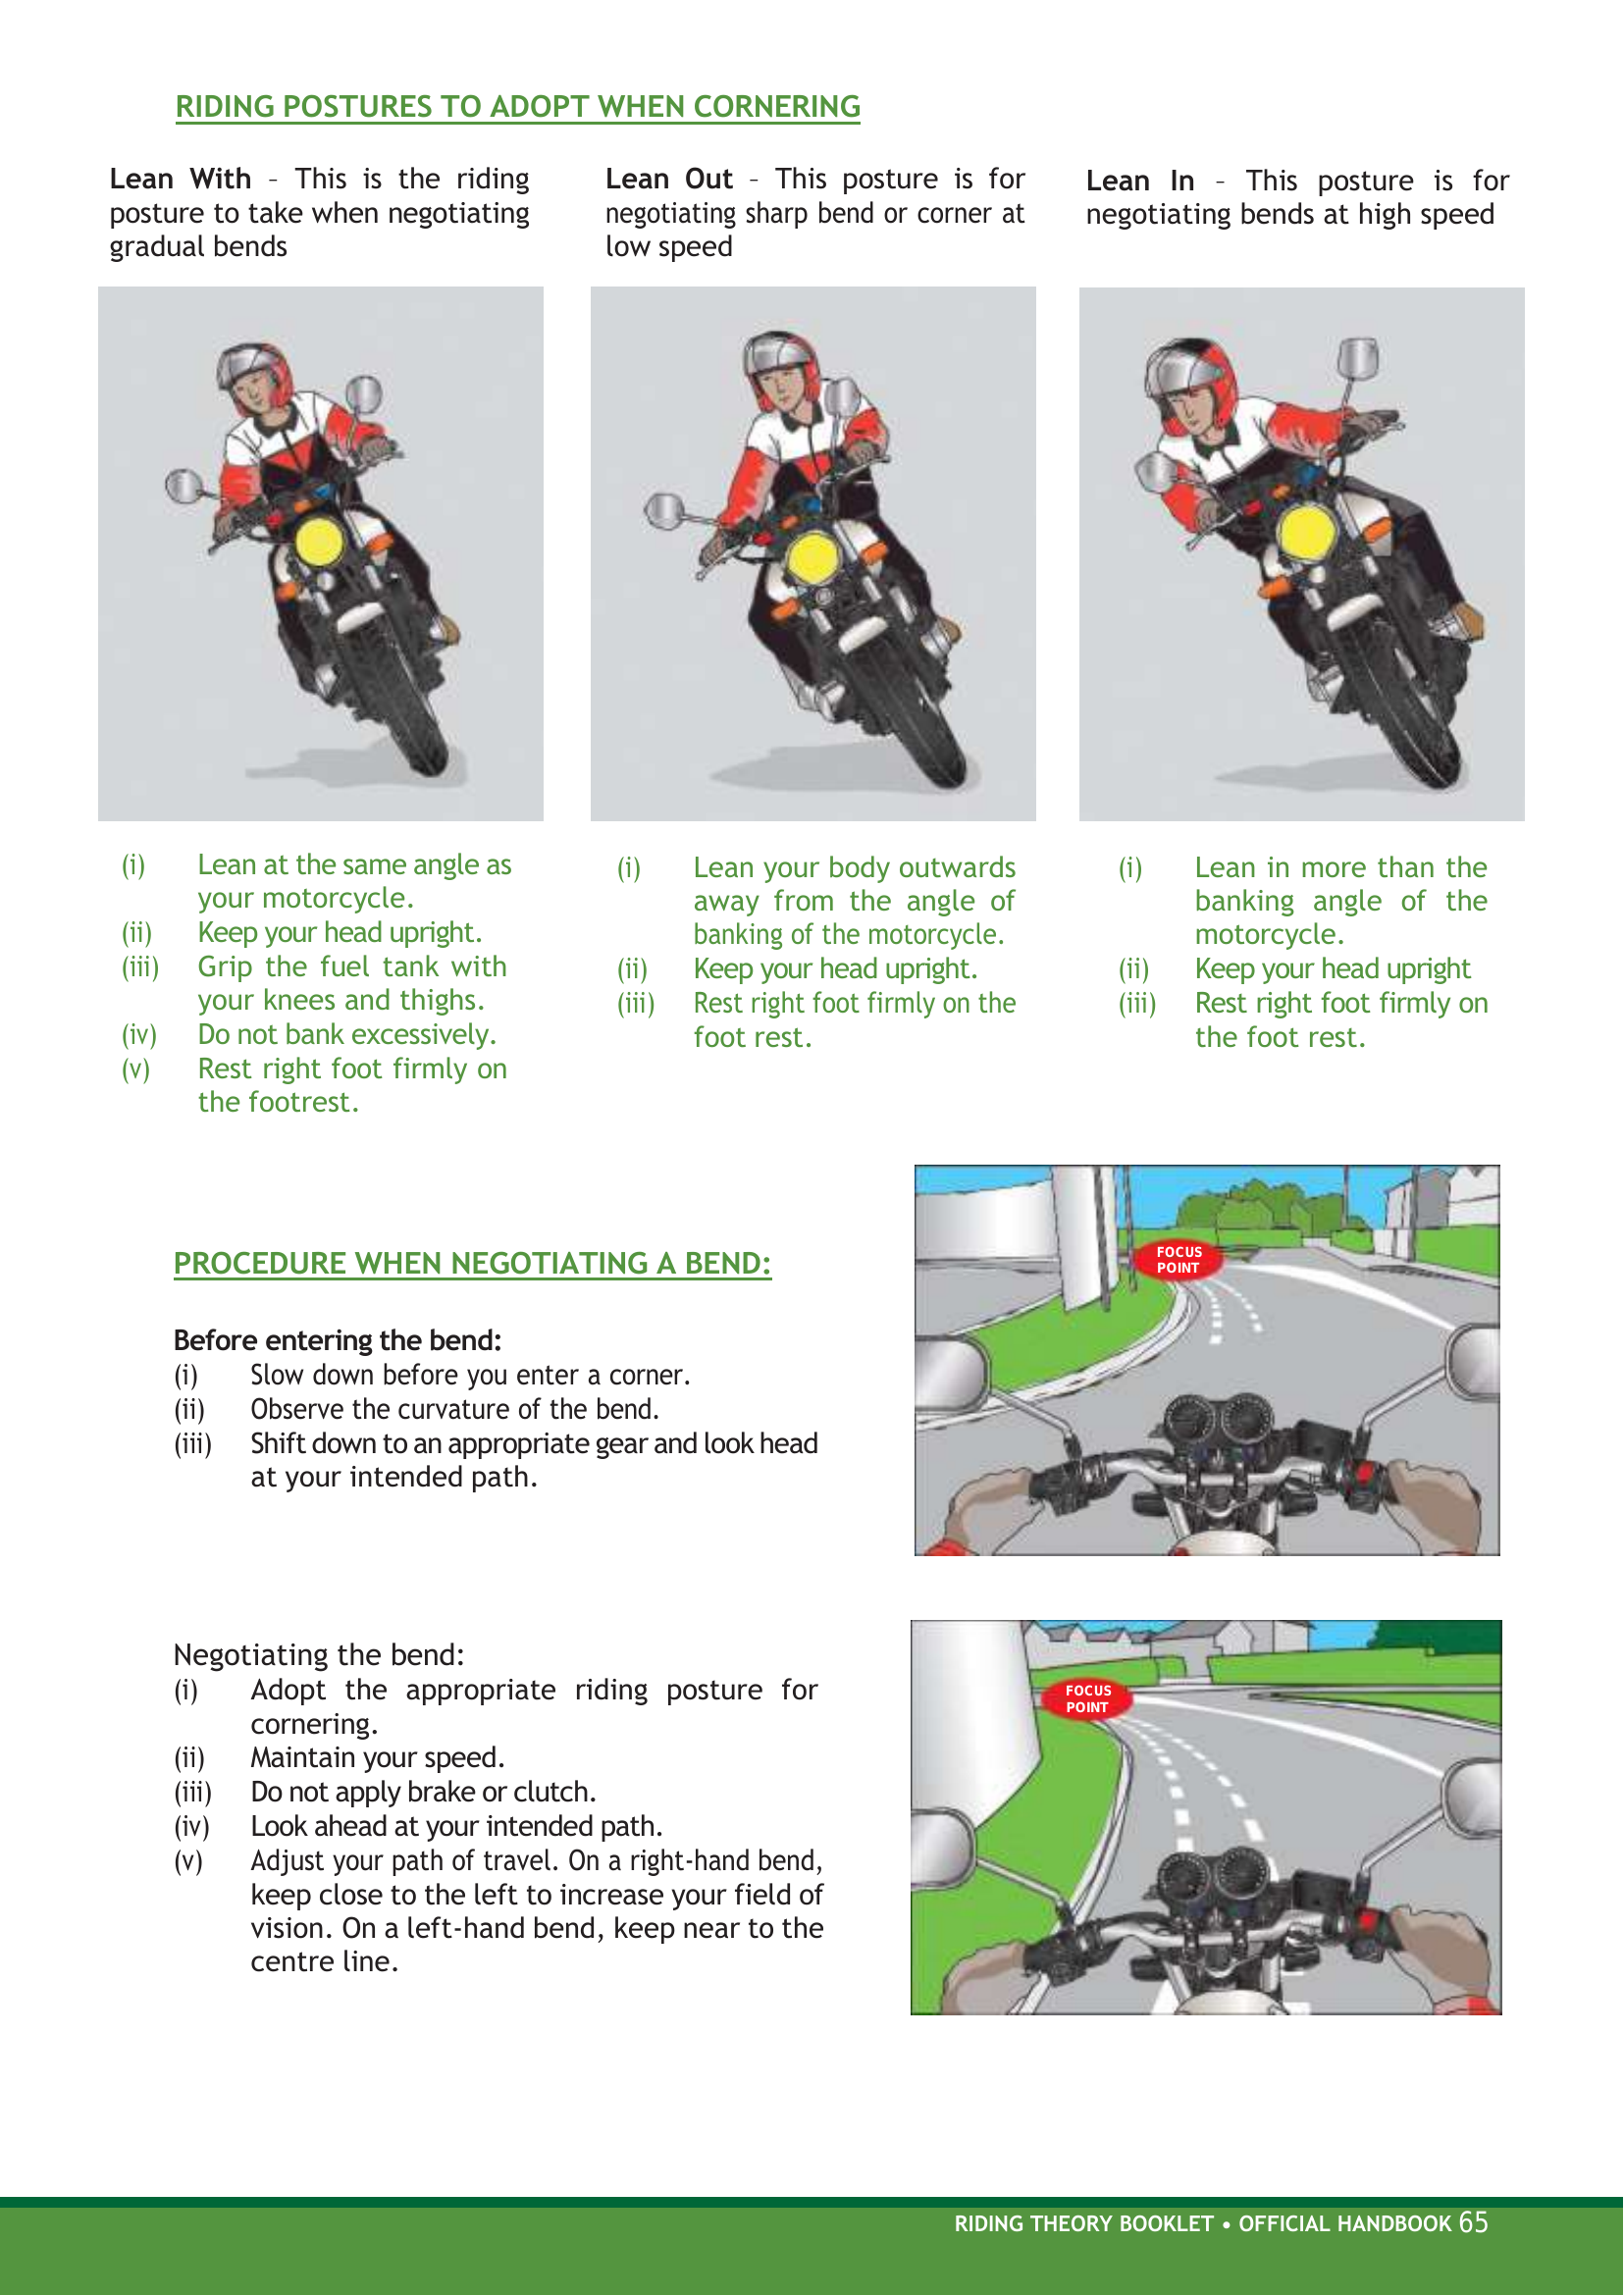 RIDING POSTURES TO ADOPT WHEN CORNERING
Lean With – This is the riding
posture to take when negotiating
gradual bends
Lean Out – This posture is for
negotiating sharp bend or corner at
low speed
Lean In – This posture is for
negotiating bends at high speed
(i) Lean at the same angle as
your motorcycle.
(ii) Keep your head upright.
(iii) Grip the fuel tank with
your knees and thighs.
(iv) Do not bank excessively.
(v) Rest right foot firmly on
the footrest.
(i) Lean your body outwards
away from the angle of
banking of the motorcycle.
(ii) Keep your head upright.
(iii) Rest right foot firmly on the
foot rest.
(i) Lean in more than the
banking angle of the
motorcycle.
(ii) Keep your head upright
(iii) Rest right foot firmly on
the foot rest.
PROCEDURE WHEN NEGOTIATING A BEND:
Before entering the bend:
(i) Slow down before you enter a corner.
(ii) Observe the curvature of the bend.
(iii) Shift down to an appropriate gear and look head
at your intended path.
FOCUS
POINT
Negotiating the bend:
(i) Adopt the appropriate riding posture for
cornering.
(ii) Maintain your speed.
(iii) Do not apply brake or clutch.
(iv) Look ahead at your intended path.
(v) Adjust your path of travel. On a right-hand bend,
keep close to the left to increase your field of
vision. On a left-hand bend, keep near to the
centre line.
FOCUS
POINT
RIDING THEORY BOOKLET • OFFICIAL HANDBOOK 65